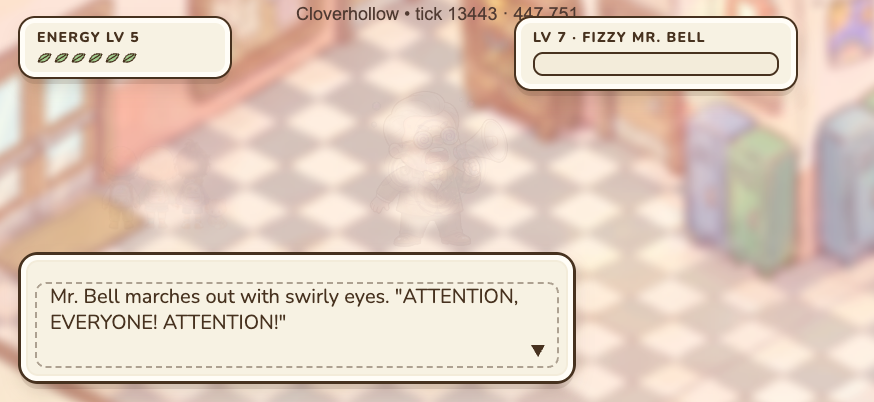 Cloverhollow • tick 13443 · 447,751
ENERGY LV 5
LV 7 · FIZZY MR. BELL
Mr. Bell marches out with swirly eyes. "ATTENTION,
EVERYONE! ATTENTION!"